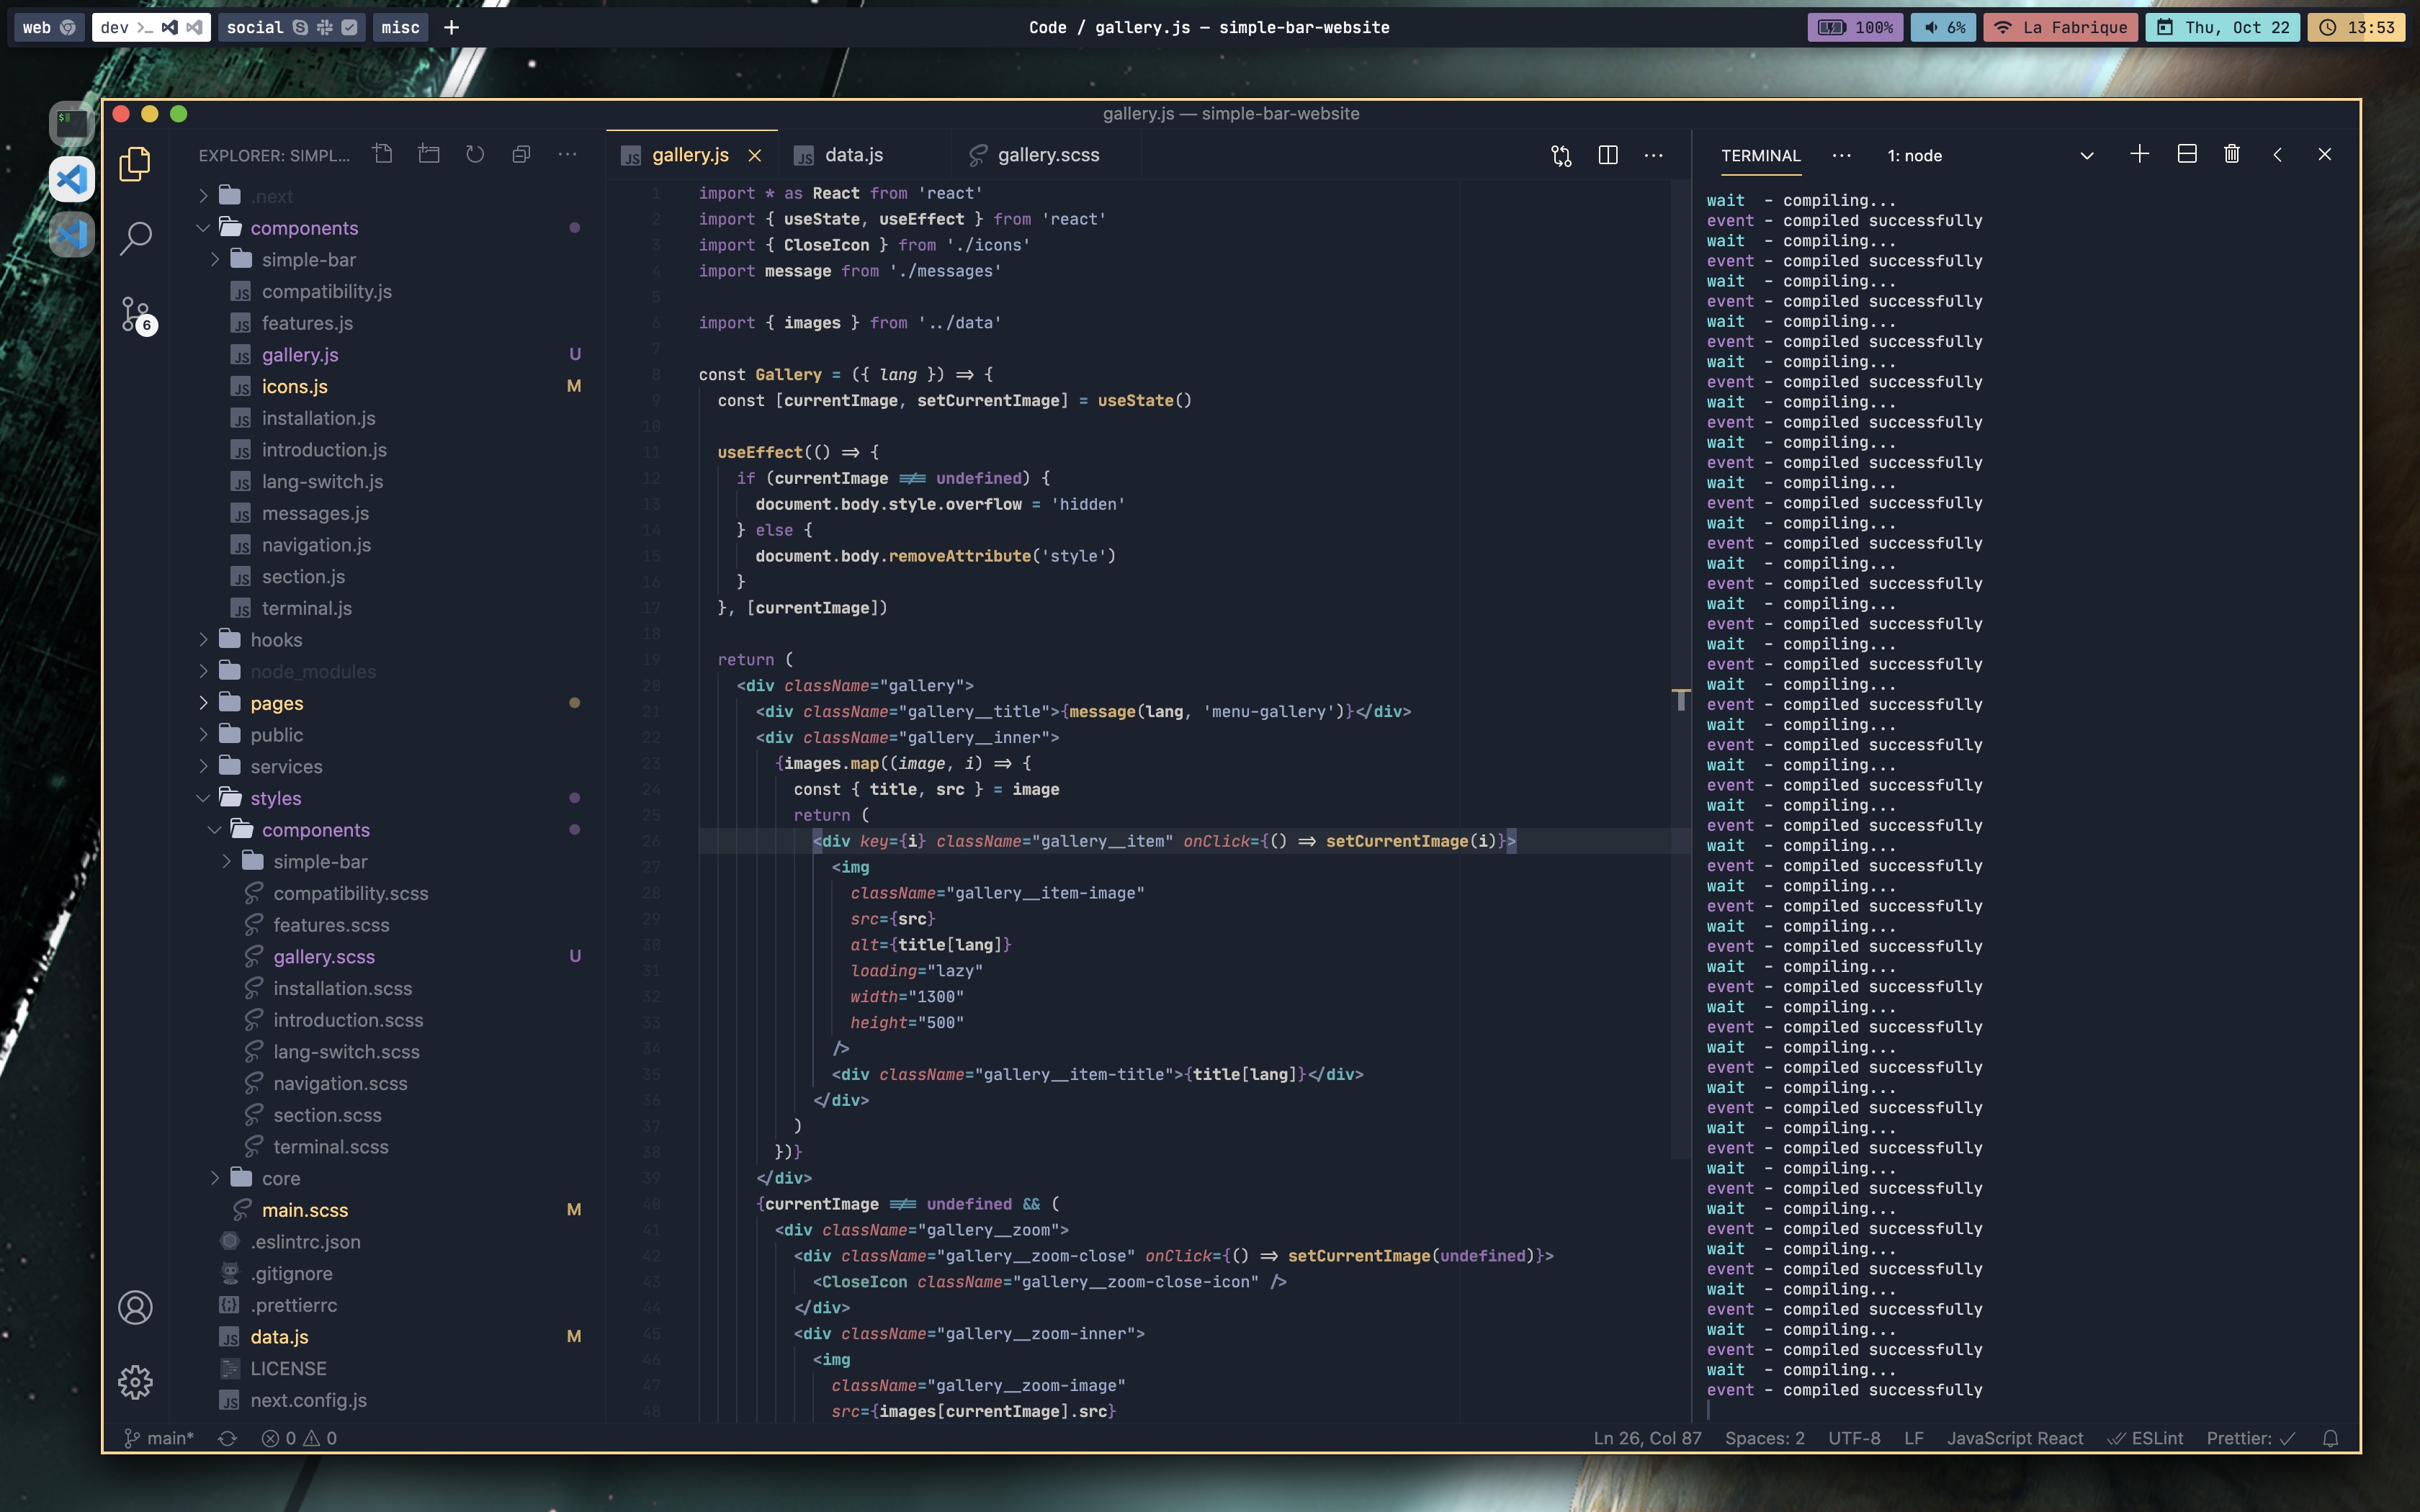 web dev social misc +
Code / gallery.js — simple-bar-website
100% 6% La Fabrique Thu, Oct 22 13:53
gallery.js — simple-bar-website
EXPLORER: SIMPL...
.next
components
simple-bar
JS compatibility.js
JS features.js
JS gallery.js U
JS icons.js M
JS installation.js
JS introduction.js
JS lang-switch.js
JS messages.js
JS navigation.js
JS section.js
JS terminal.js
hooks
node_modules
pages
public
services
styles
components
simple-bar
compatibility.scss
features.scss
gallery.scss U
installation.scss
introduction.scss
lang-switch.scss
navigation.scss
section.scss
terminal.scss
core
main.scss M
.eslintrc.json
.gitignore
.prettierrc
JS data.js M
LICENSE
JS next.config.js
6
JS gallery.js JS data.js gallery.scss
1 import * as React from 'react'
2 import { useState, useEffect } from 'react'
3 import { CloseIcon } from './icons'
4 import message from './messages'
5
6 import { images } from '../data'
7
8 const Gallery = ({ lang }) => {
9 const [currentImage, setCurrentImage] = useState()
10
11 useEffect(() => {
12 if (currentImage !== undefined) {
13 document.body.style.overflow = 'hidden'
14 } else {
15 document.body.removeAttribute('style')
16 }
17 }, [currentImage])
18
19 return (
20 <div className="gallery">
21 <div className="gallery__title">{message(lang, 'menu-gallery')}</div>
22 <div className="gallery__inner">
23 {images.map((image, i) => {
24 const { title, src } = image
25 return (
26 <div key={i} className="gallery__item" onClick={() => setCurrentImage(i)}>
27 <img
28 className="gallery__item-image"
29 src={src}
30 alt={title[lang]}
31 loading="lazy"
32 width="1300"
33 height="500"
34 />
35 <div className="gallery__item-title">{title[lang]}</div>
36 </div>
37 )
38 })}
39 </div>
40 {currentImage !== undefined && (
41 <div className="gallery__zoom">
42 <div className="gallery__zoom-close" onClick={() => setCurrentImage(undefined)}>
43 <CloseIcon className="gallery__zoom-close-icon" />
44 </div>
45 <div className="gallery__zoom-inner">
46 <img
47 className="gallery__zoom-image"
48 src={images[currentImage].src}
TERMINAL ... 1: node
wait - compiling...
event - compiled successfully
wait - compiling...
event - compiled successfully
wait - compiling...
event - compiled successfully
wait - compiling...
event - compiled successfully
wait - compiling...
event - compiled successfully
wait - compiling...
event - compiled successfully
wait - compiling...
event - compiled successfully
wait - compiling...
event - compiled successfully
wait - compiling...
event - compiled successfully
wait - compiling...
event - compiled successfully
wait - compiling...
event - compiled successfully
wait - compiling...
event - compiled successfully
wait - compiling...
event - compiled successfully
wait - compiling...
event - compiled successfully
wait - compiling...
event - compiled successfully
wait - compiling...
event - compiled successfully
wait - compiling...
event - compiled successfully
wait - compiling...
event - compiled successfully
wait - compiling...
event - compiled successfully
wait - compiling...
event - compiled successfully
wait - compiling...
event - compiled successfully
wait - compiling...
event - compiled successfully
wait - compiling...
event - compiled successfully
wait - compiling...
event - compiled successfully
wait - compiling...
event - compiled successfully
wait - compiling...
event - compiled successfully
wait - compiling...
event - compiled successfully
wait - compiling...
event - compiled successfully
wait - compiling...
event - compiled successfully
wait - compiling...
event - compiled successfully
main* 0 0 Ln 26, Col 87 Spaces: 2 UTF-8 LF JavaScript React ESLint Prettier: